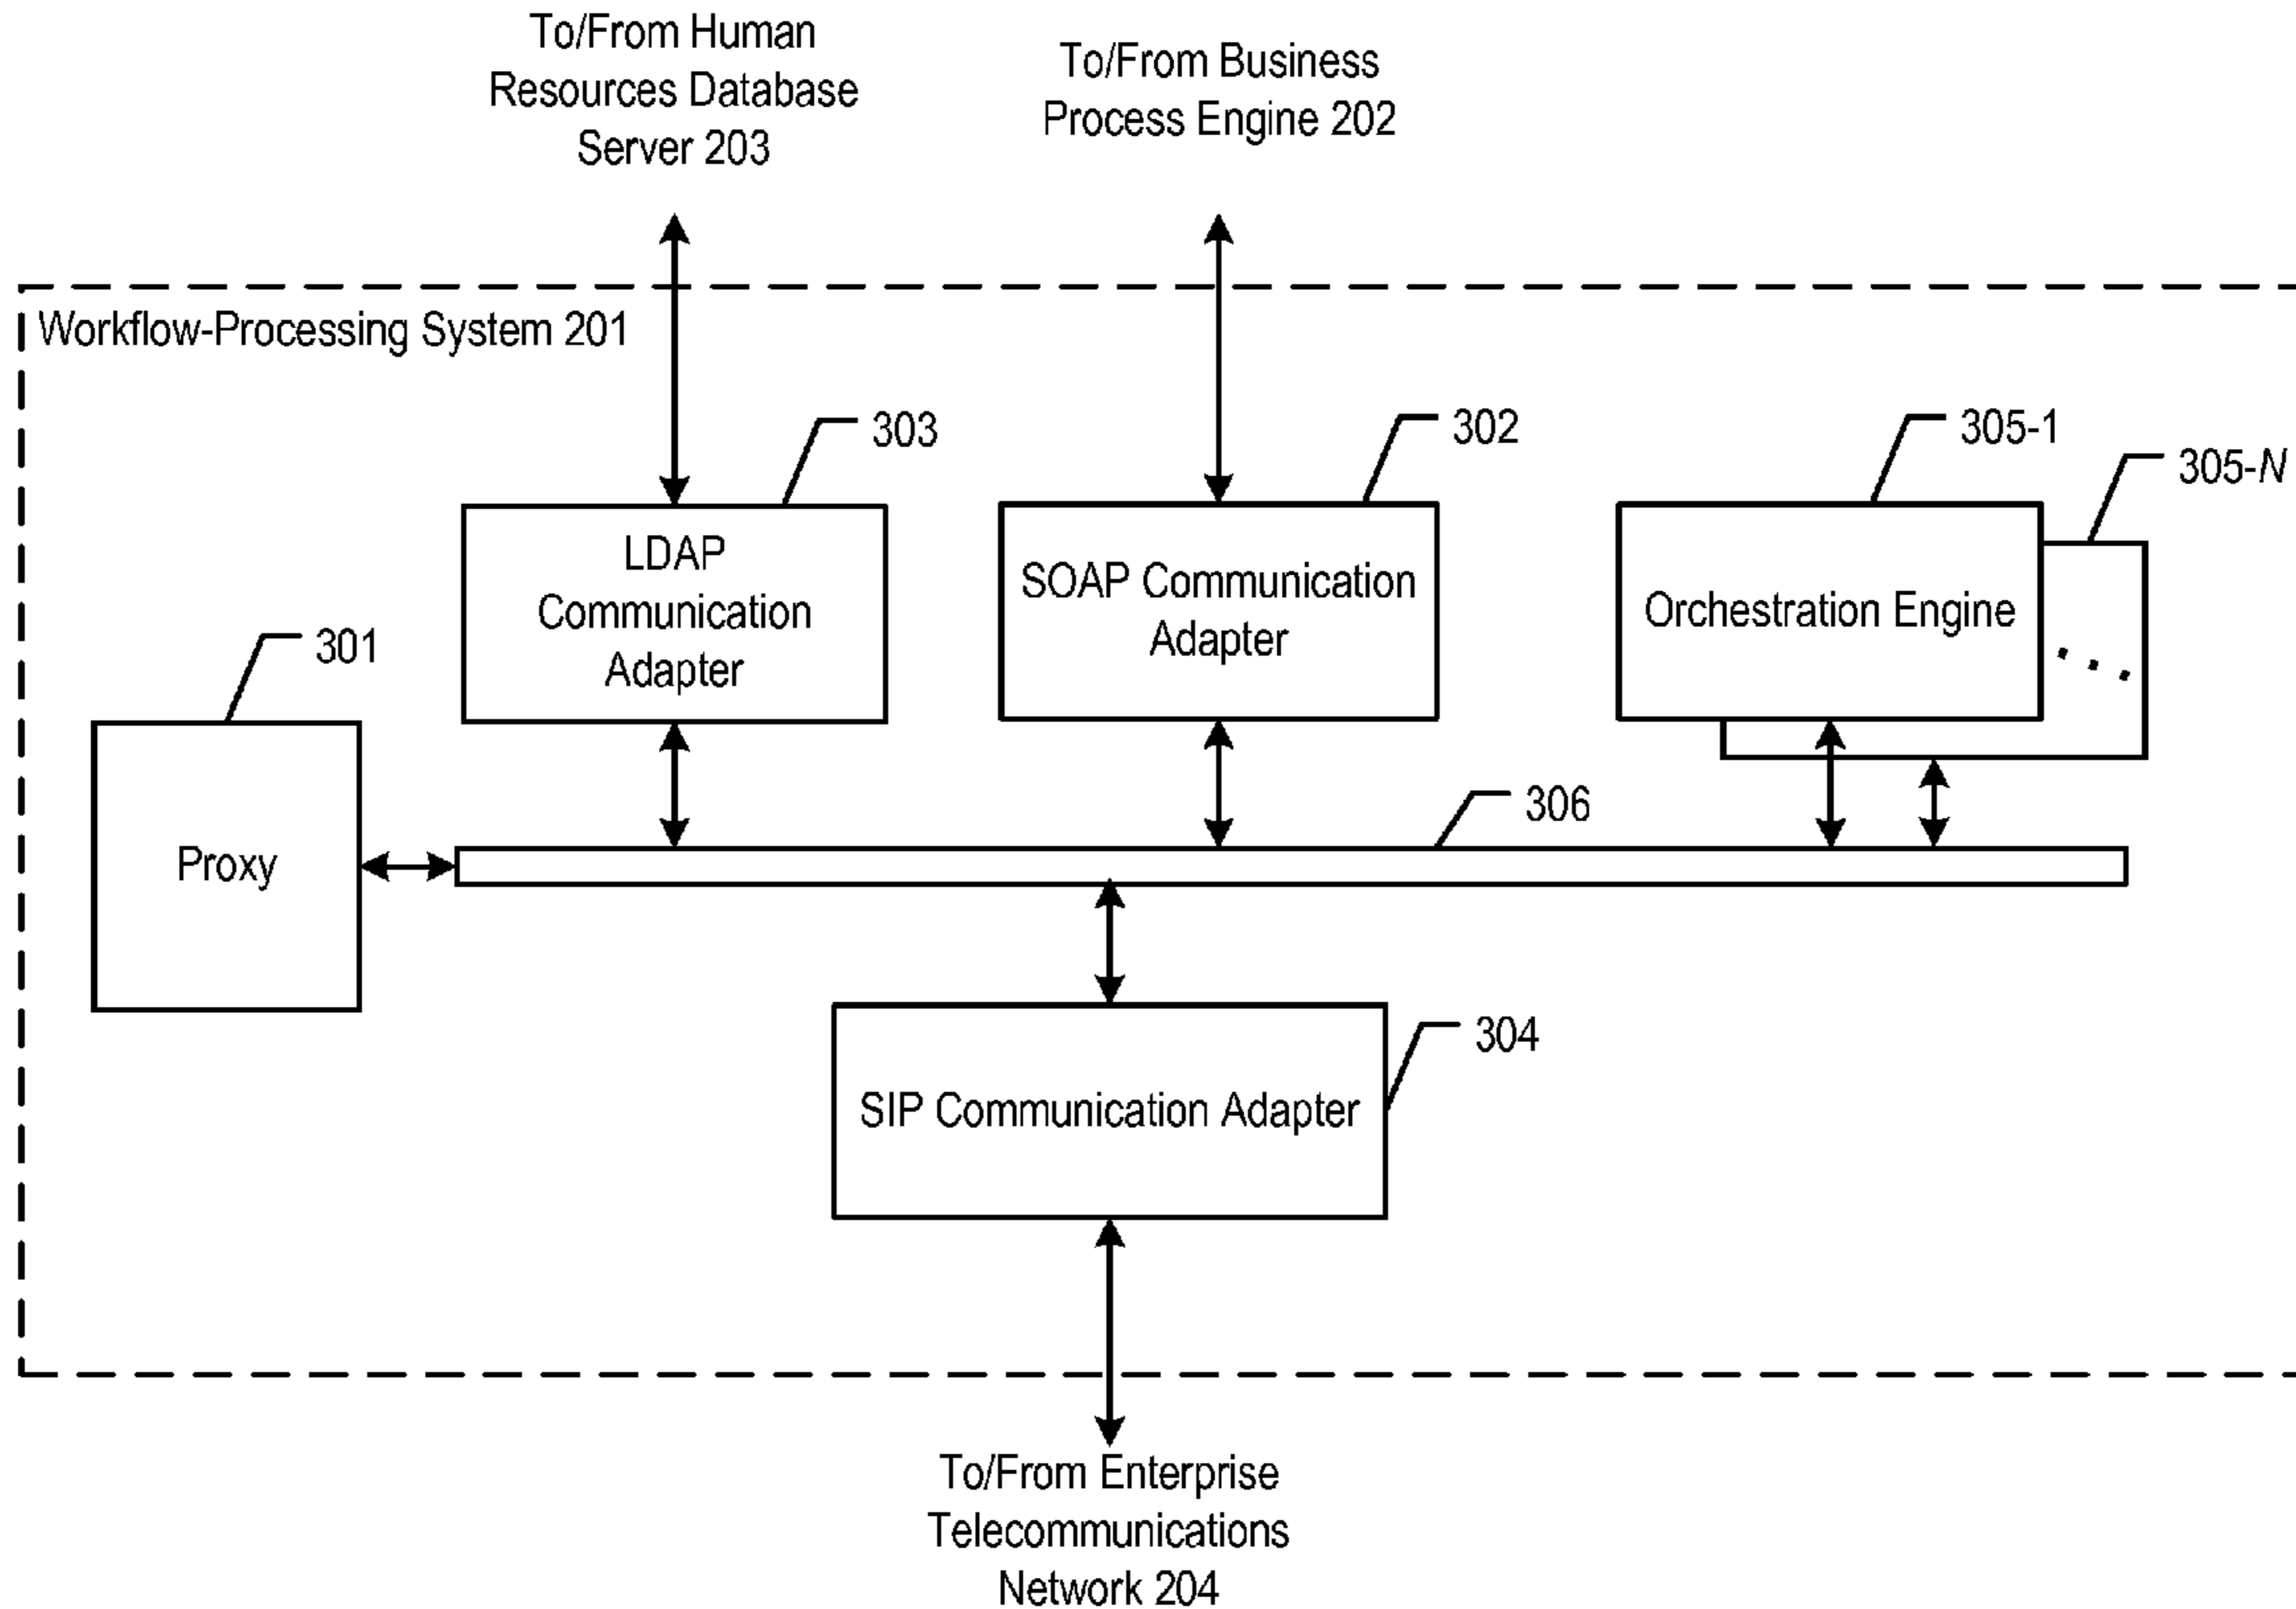 To/From Human
Resources Database
Server 203
To/From Business
Process Engine 202
Workflow-Processing System 201
303
302
305-1
305-N
LDAP
Communication
Adapter
SOAP Communication
Adapter
Orchestration Engine
301
306
Proxy
304
SIP Communication Adapter
To/From Enterprise
Telecommunications
Network 204